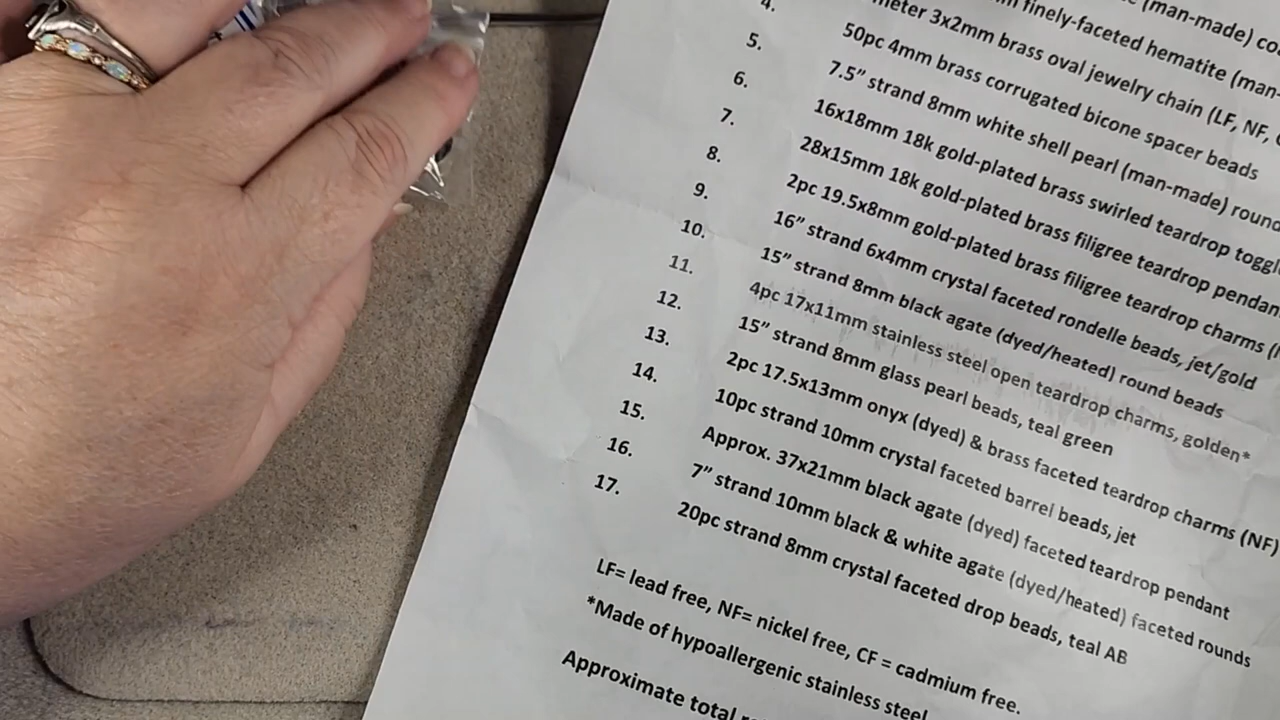 (man-made) co
finely-faceted hematite (man-
meter 3x2mm brass oval jewelry chain (LF, NF,
4. 50pc 4mm brass corrugated bicone spacer beads
5. 7.5” strand 8mm white shell pearl (man-made) round
6. 16x18mm 18k gold-plated brass swirled teardrop toggl
7. 28x15mm 18k gold-plated brass filigree teardrop pendan
8. 2pc 19.5x8mm gold-plated brass filigree teardrop charms (
9. 16” strand 6x4mm crystal faceted rondelle beads, jet/gold
10. 15” strand 8mm black agate (dyed/heated) round beads
11. 4pc 17x11mm stainless steel open teardrop charms, golden*
12. 15” strand 8mm glass pearl beads, teal green
13. 2pc 17.5x13mm onyx (dyed) & brass faceted teardrop charms (NF)
14. 10pc strand 10mm crystal faceted barrel beads, jet
15. Approx. 37x21mm black agate (dyed) faceted teardrop pendant
16. 7” strand 10mm black & white agate (dyed/heated) faceted rounds
17. 20pc strand 8mm crystal faceted drop beads, teal AB
LF= lead free, NF= nickel free, CF = cadmium free.
*Made of hypoallergenic stainless steel
Approximate total